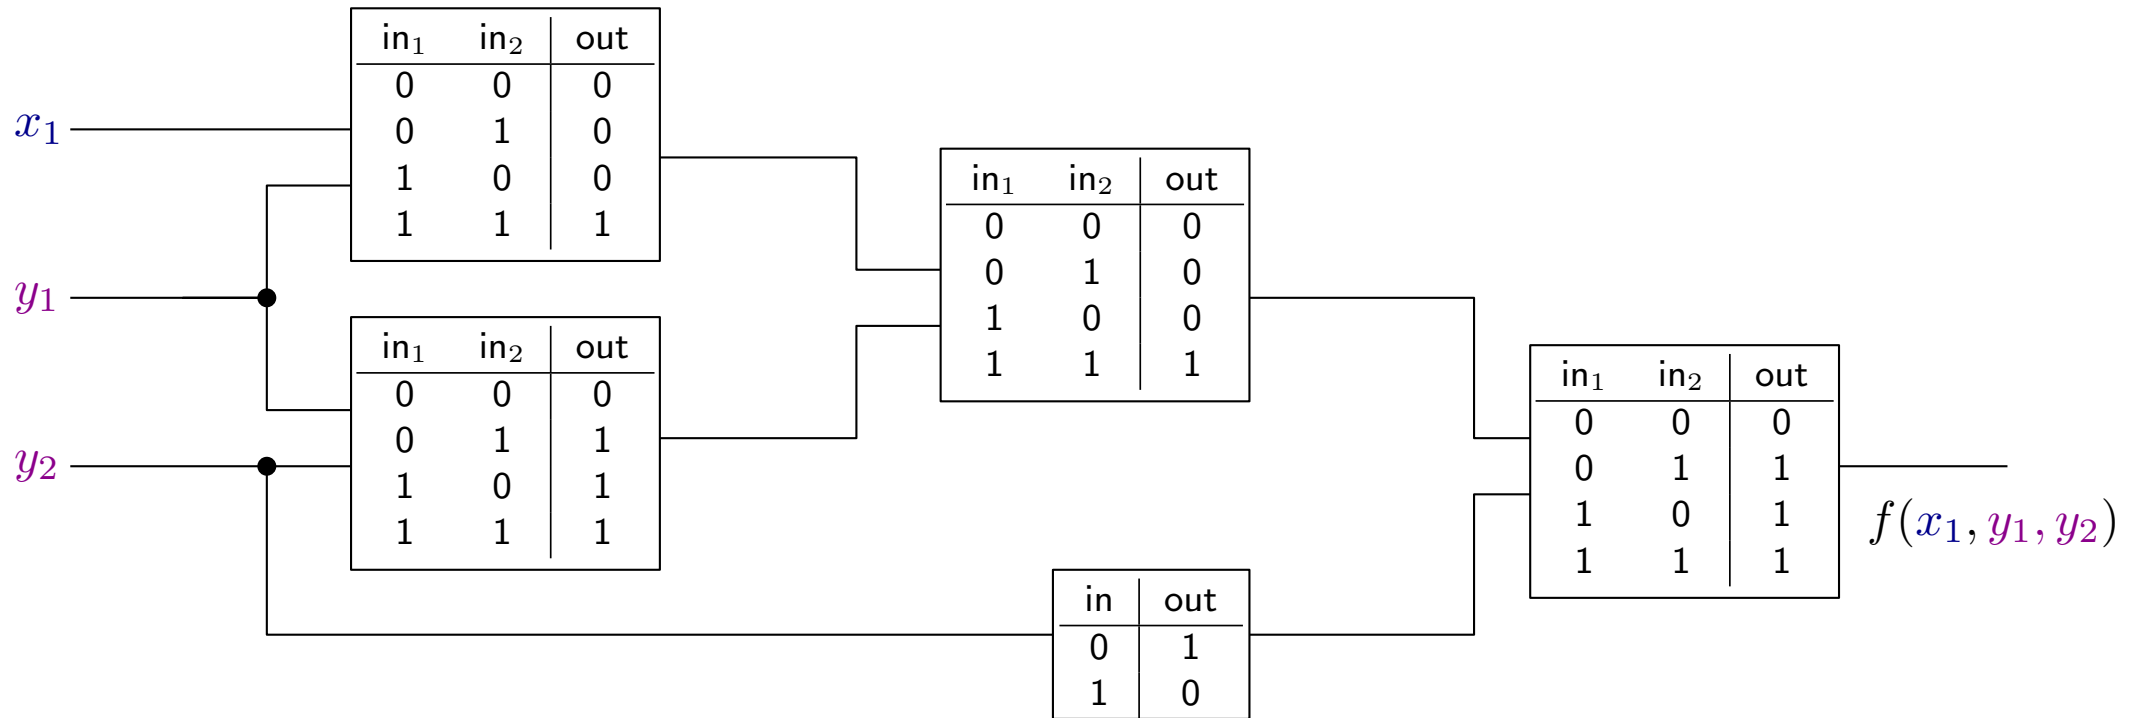 in₁ in₂ out
0 0 0
0 1 0
1 0 0
1 1 1
x₁
y₁
y₂
in₁ in₂ out
0 0 0
0 1 1
1 0 1
1 1 1
in₁ in₂ out
0 0 0
0 1 0
1 0 0
1 1 1
in out
0 1
1 0
in₁ in₂ out
0 0 0
0 1 1
1 0 1
1 1 1
f(x₁, y₁, y₂)